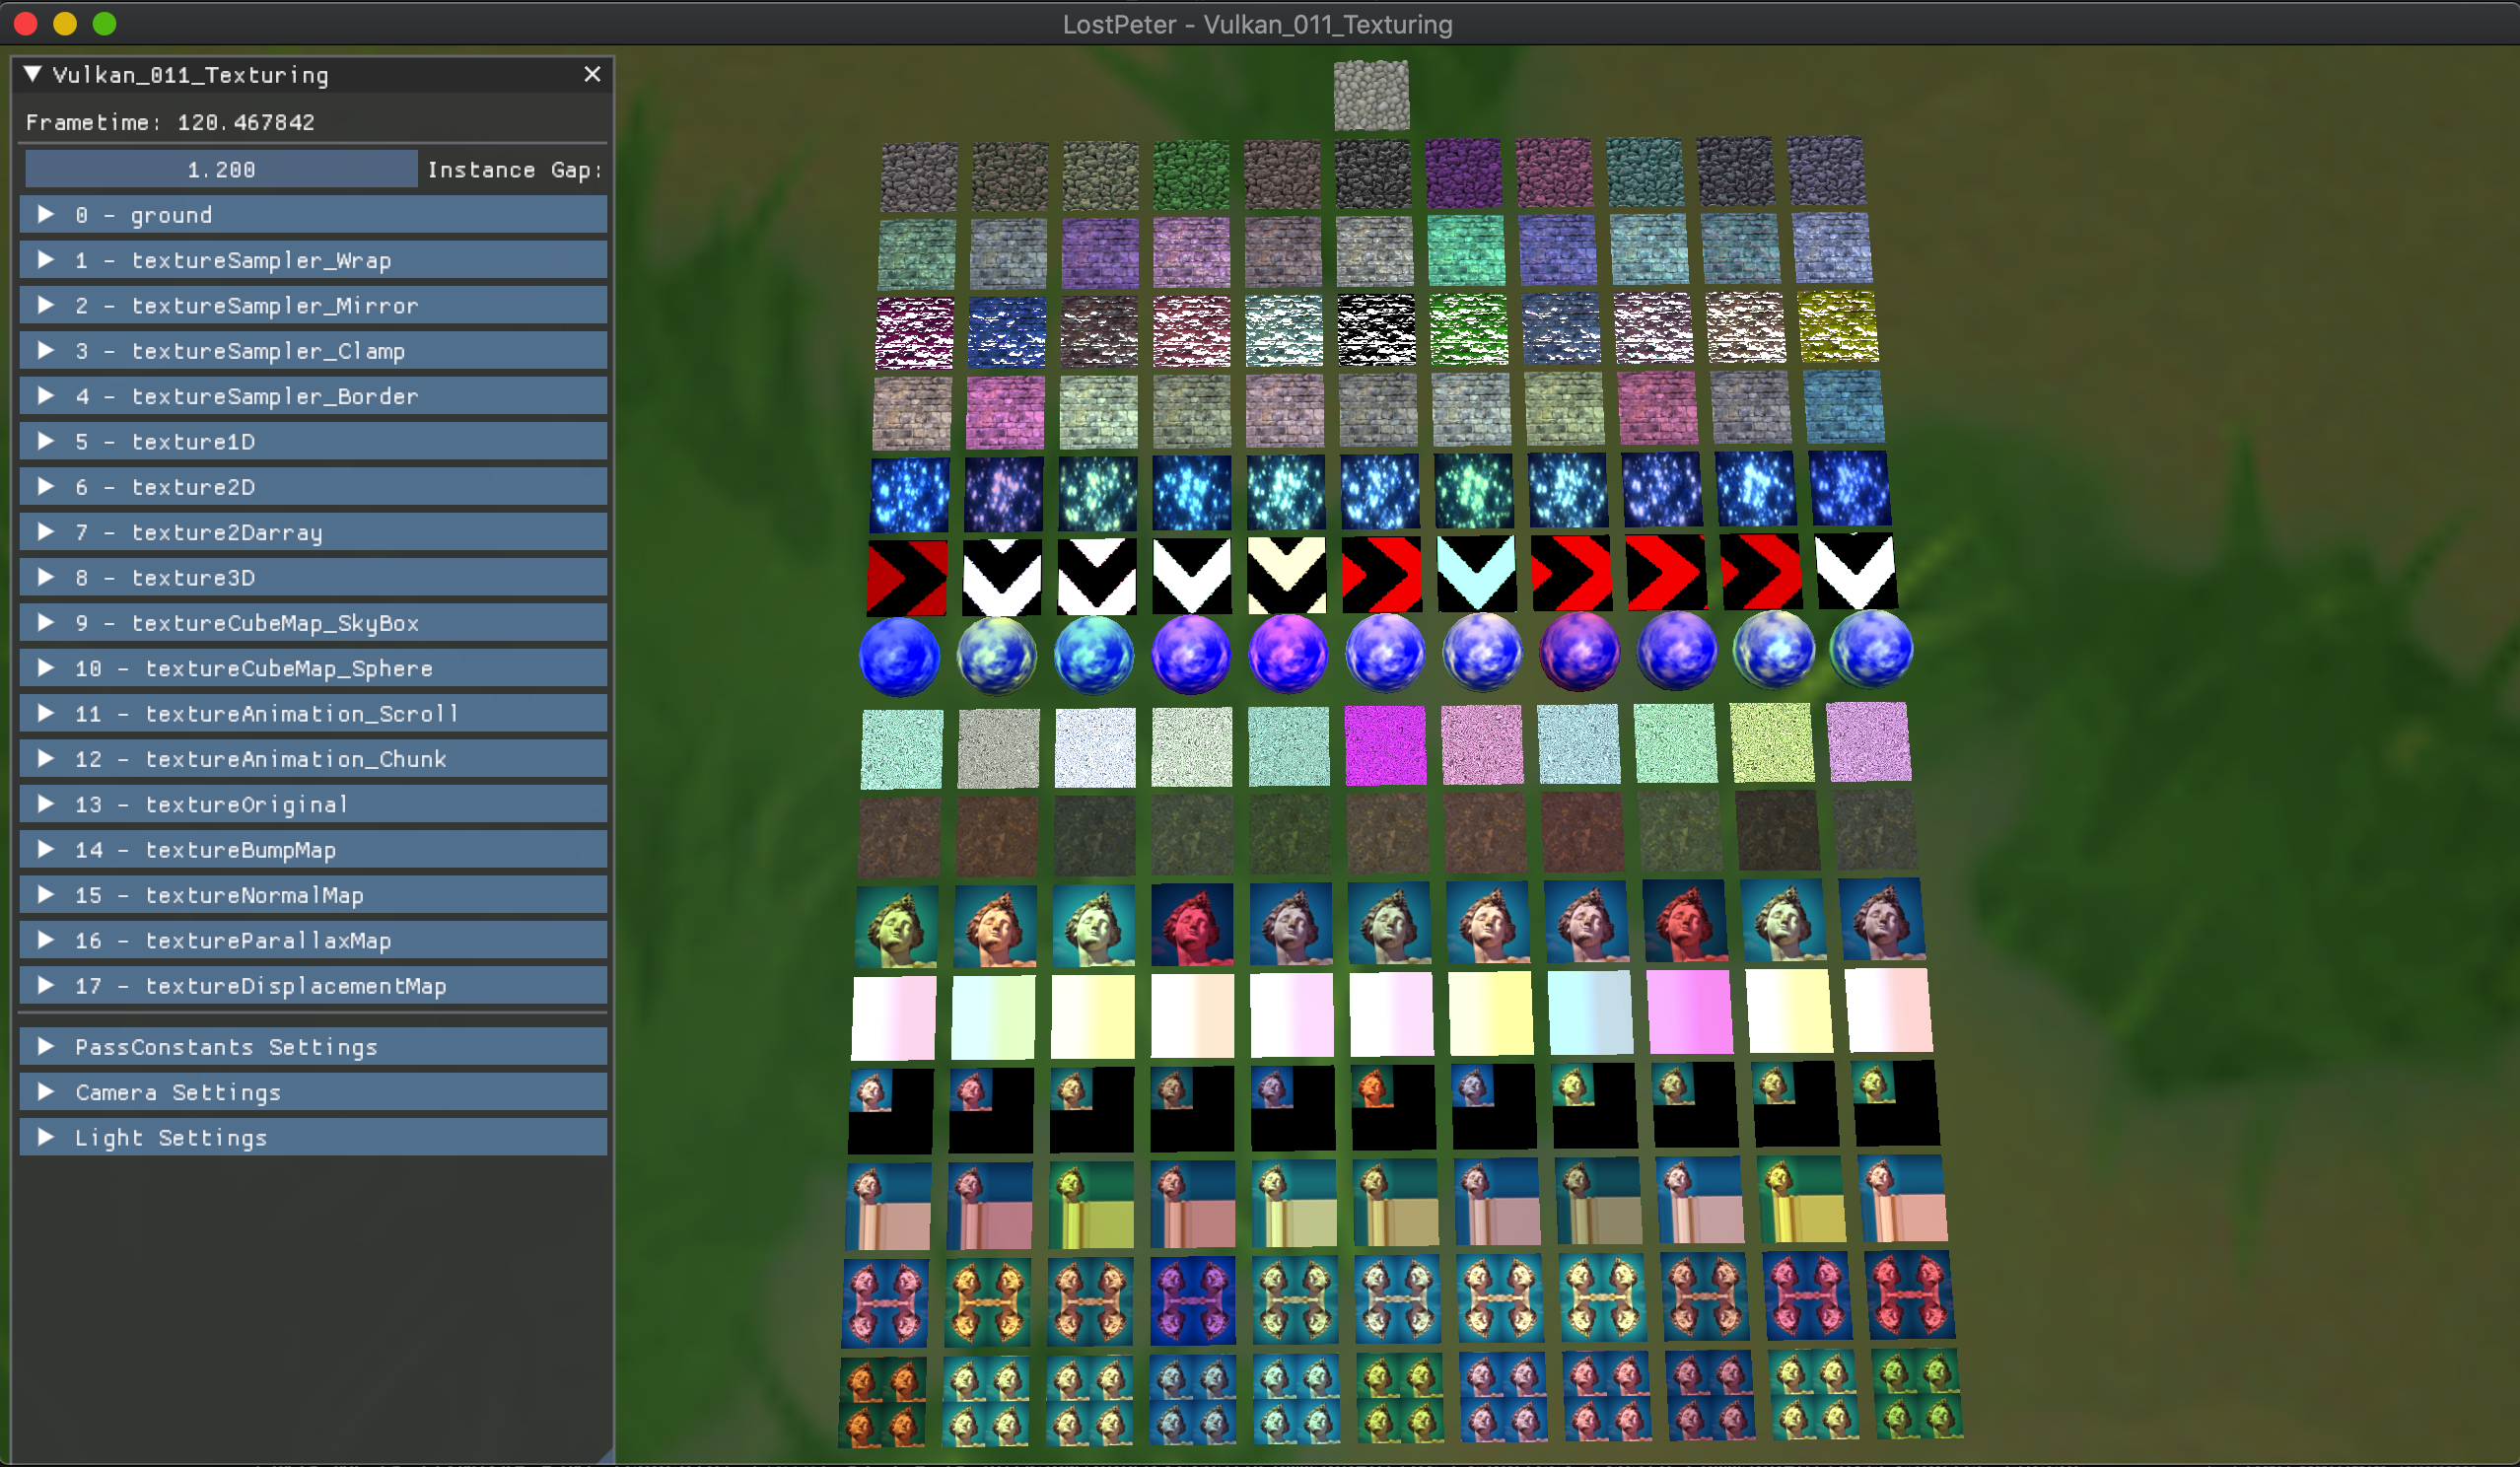 LostPeter - Vulkan_011_Texturing
Vulkan_011_Texturing
Frametime: 120.467842
1.200 Instance Gap:
0 - ground
1 - textureSampler_Wrap
2 - textureSampler_Mirror
3 - textureSampler_Clamp
4 - textureSampler_Border
5 - texture1D
6 - texture2D
7 - texture2Darray
8 - texture3D
9 - textureCubeMap_SkyBox
10 - textureCubeMap_Sphere
11 - textureAnimation_Scroll
12 - textureAnimation_Chunk
13 - textureOriginal
14 - textureBumpMap
15 - textureNormalMap
16 - textureParallaxMap
17 - textureDisplacementMap
PassConstants Settings
Camera Settings
Light Settings